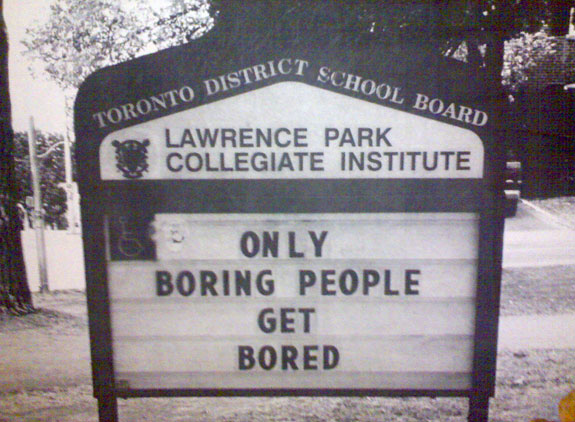 TORONTO DISTRICT SCHOOL BOARD
LAWRENCE PARK
COLLEGIATE INSTITUTE
ONLY
BORING PEOPLE
GET
BORED